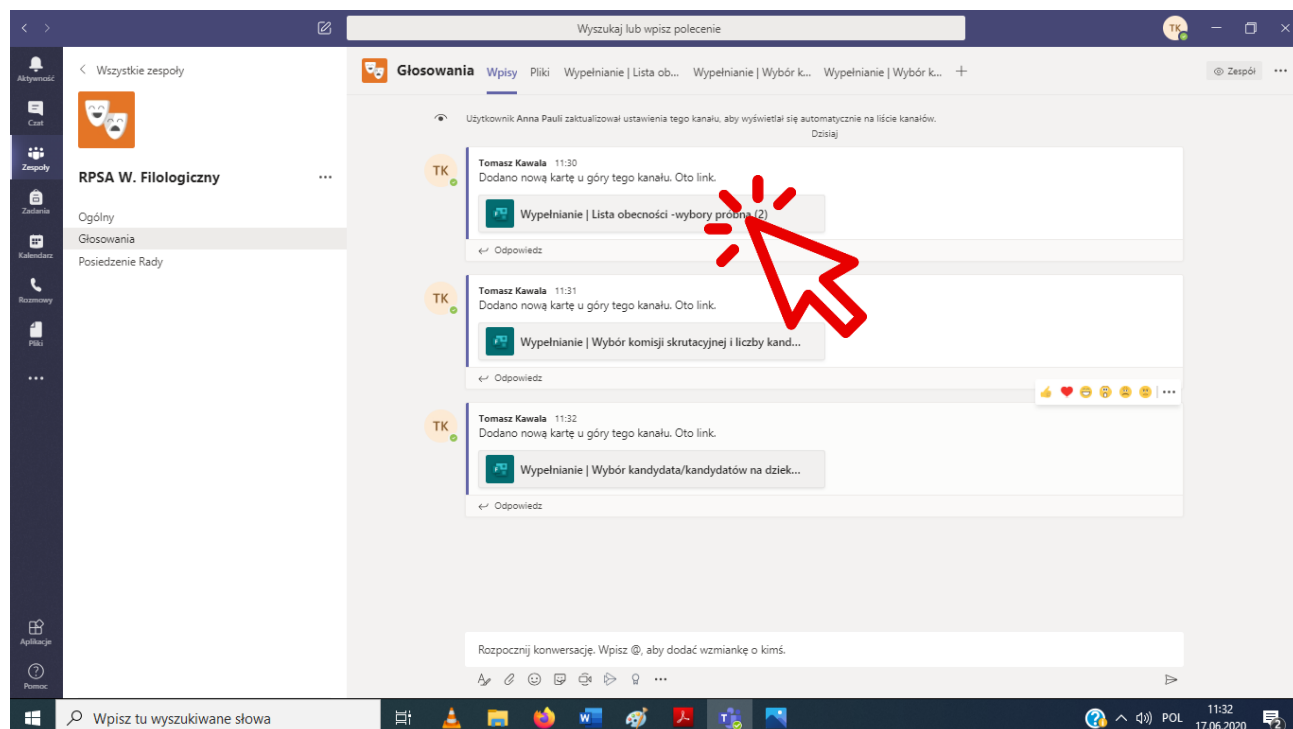 Wyszukaj lub wpisz polecenie
TK
Aktywność
Czat
Zespoły
Zadania
Kalendarz
Rozmowy
Pliki
Aplikacje
Pomoc
Wszystkie zespoły
RPSA W. Filologiczny
Ogólny
Głosowania
Posiedzenie Rady
Głosowania Wpisy Pliki Wypełnianie | Lista ob... Wypełnianie | Wybór k... Wypełnianie | Wybór k... +
Zespół
Użytkownik Anna Pauli zaktualizował ustawienia tego kanału, aby wyświetlał się automatycznie na liście kanałów.
Dzisiaj
TK
Tomasz Kawala 11:30
Dodano nową kartę u góry tego kanału. Oto link.
Wypełnianie | Lista obecności -wybory próbna (2)
Odpowiedz
TK
Tomasz Kawala 11:31
Dodano nową kartę u góry tego kanału. Oto link.
Wypełnianie | Wybór komisji skrutacyjnej i liczby kand...
Odpowiedz
TK
Tomasz Kawala 11:32
Dodano nową kartę u góry tego kanału. Oto link.
Wypełnianie | Wybór kandydata/kandydatów na dziek...
Odpowiedz
Rozpocznij konwersację. Wpisz @, aby dodać wzmiankę o kimś.
Wpisz tu wyszukiwane słowa
POL
11:32
17.06.2020
2